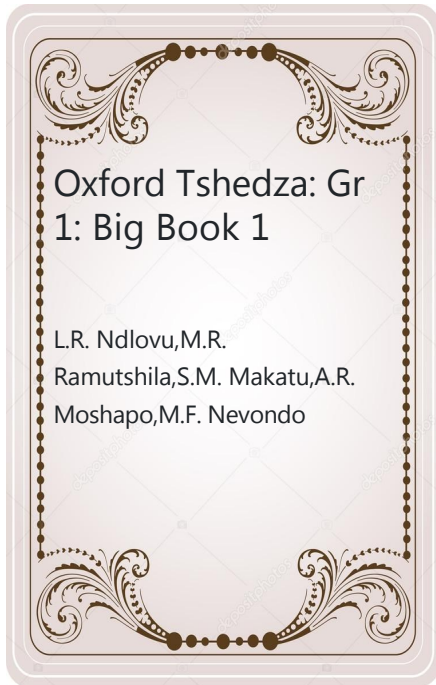 Oxford Tshedza: Gr
1: Big Book 1
L.R. Ndlovu,M.R.
Ramutshila,S.M. Makatu,A.R.
Moshapo,M.F. Nevondo